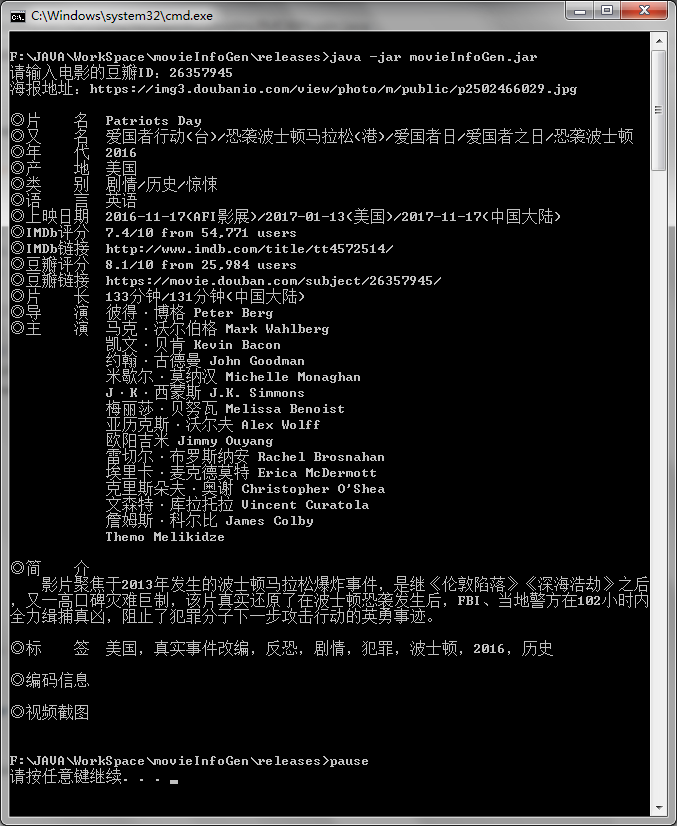 C:\Windows\system32\cmd.exe
F:\JAVA\WorkSpace\movieInfoGen\releases>java -jar movieInfoGen.jar
请输入电影的豆瓣ID：26357945
海报地址：https://img3.doubanio.com/view/photo/m/public/p2502466029.jpg
◎片　　名　Patriots Day
◎又　　名　爱国者行动(台)/恐袭波士顿马拉松(港)/爱国者日/爱国者之日/恐袭波士顿
◎年　　代　2016
◎产　　地　美国
◎类　　别　剧情/历史/惊悚
◎语　　言　英语
◎上映日期　2016-11-17(AFI影展)/2017-01-13(美国)/2017-11-17(中国大陆)
◎IMDb评分　7.4/10 from 54,771 users
◎IMDb链接　http://www.imdb.com/title/tt4572514/
◎豆瓣评分　8.1/10 from 25,984 users
◎豆瓣链接　https://movie.douban.com/subject/26357945/
◎片　　长　133分钟/131分钟(中国大陆)
◎导　　演　彼得·博格 Peter Berg
◎主　　演　马克·沃尔伯格 Mark Wahlberg
凯文·贝肯 Kevin Bacon
约翰·古德曼 John Goodman
米歇尔·莫纳汉 Michelle Monaghan
J·K·西蒙斯 J.K. Simmons
梅丽莎·贝努瓦 Melissa Benoist
亚历克斯·沃尔夫 Alex Wolff
欧阳吉米 Jimmy Ouyang
雷切尔·布罗斯纳安 Rachel Brosnahan
埃里卡·麦克德莫特 Erica McDermott
克里斯朵夫·奥谢 Christopher O'Shea
文森特·库拉托拉 Vincent Curatola
詹姆斯·科尔比 James Colby
Themo Melikidze
◎简　　介
影片聚焦于2013年发生的波士顿马拉松爆炸事件，是继《伦敦陷落》《深海浩劫》之后
，又一高口碑灾难巨制，该片真实还原了在波士顿恐袭发生后，FBI、当地警方在102小时内
全力缉捕真凶，阻止了犯罪分子下一步攻击行动的英勇事迹。
◎标　　签　美国，真实事件改编，反恐，剧情，犯罪，波士顿，2016，历史
◎编码信息
◎视频截图
F:\JAVA\WorkSpace\movieInfoGen\releases>pause
请按任意键继续. . .